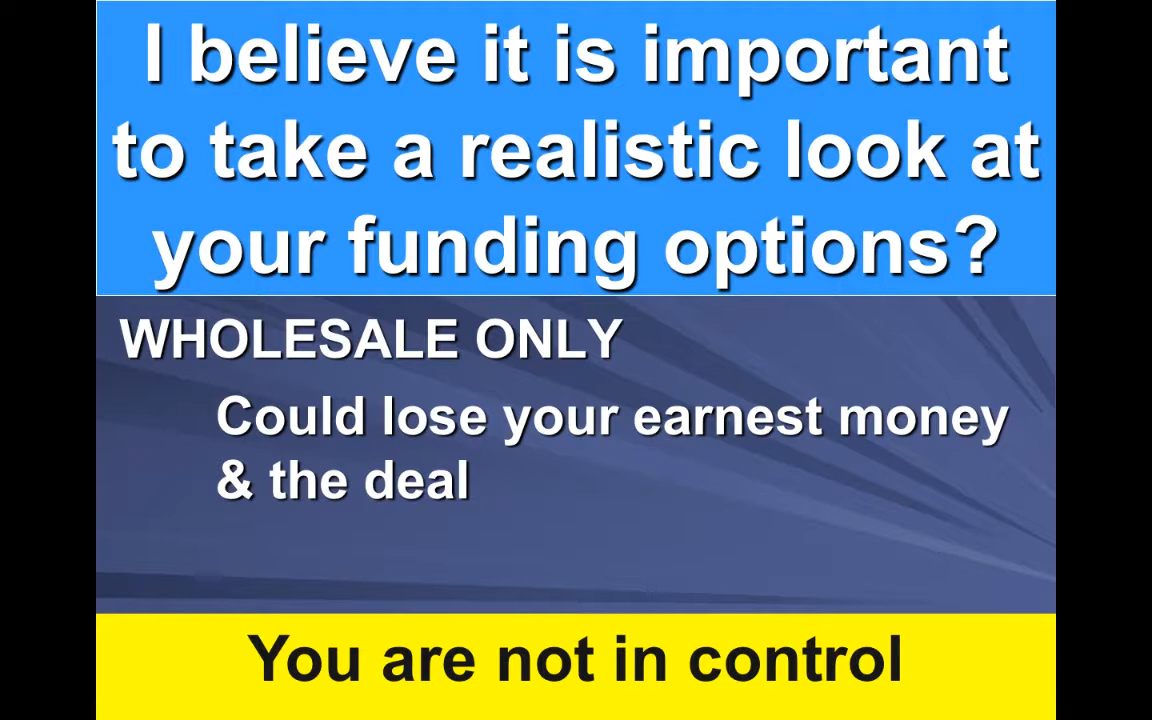 I believe it is important
to take a realistic look at
your funding options?
WHOLESALE ONLY
Could lose your earnest money
& the deal
You are not in control